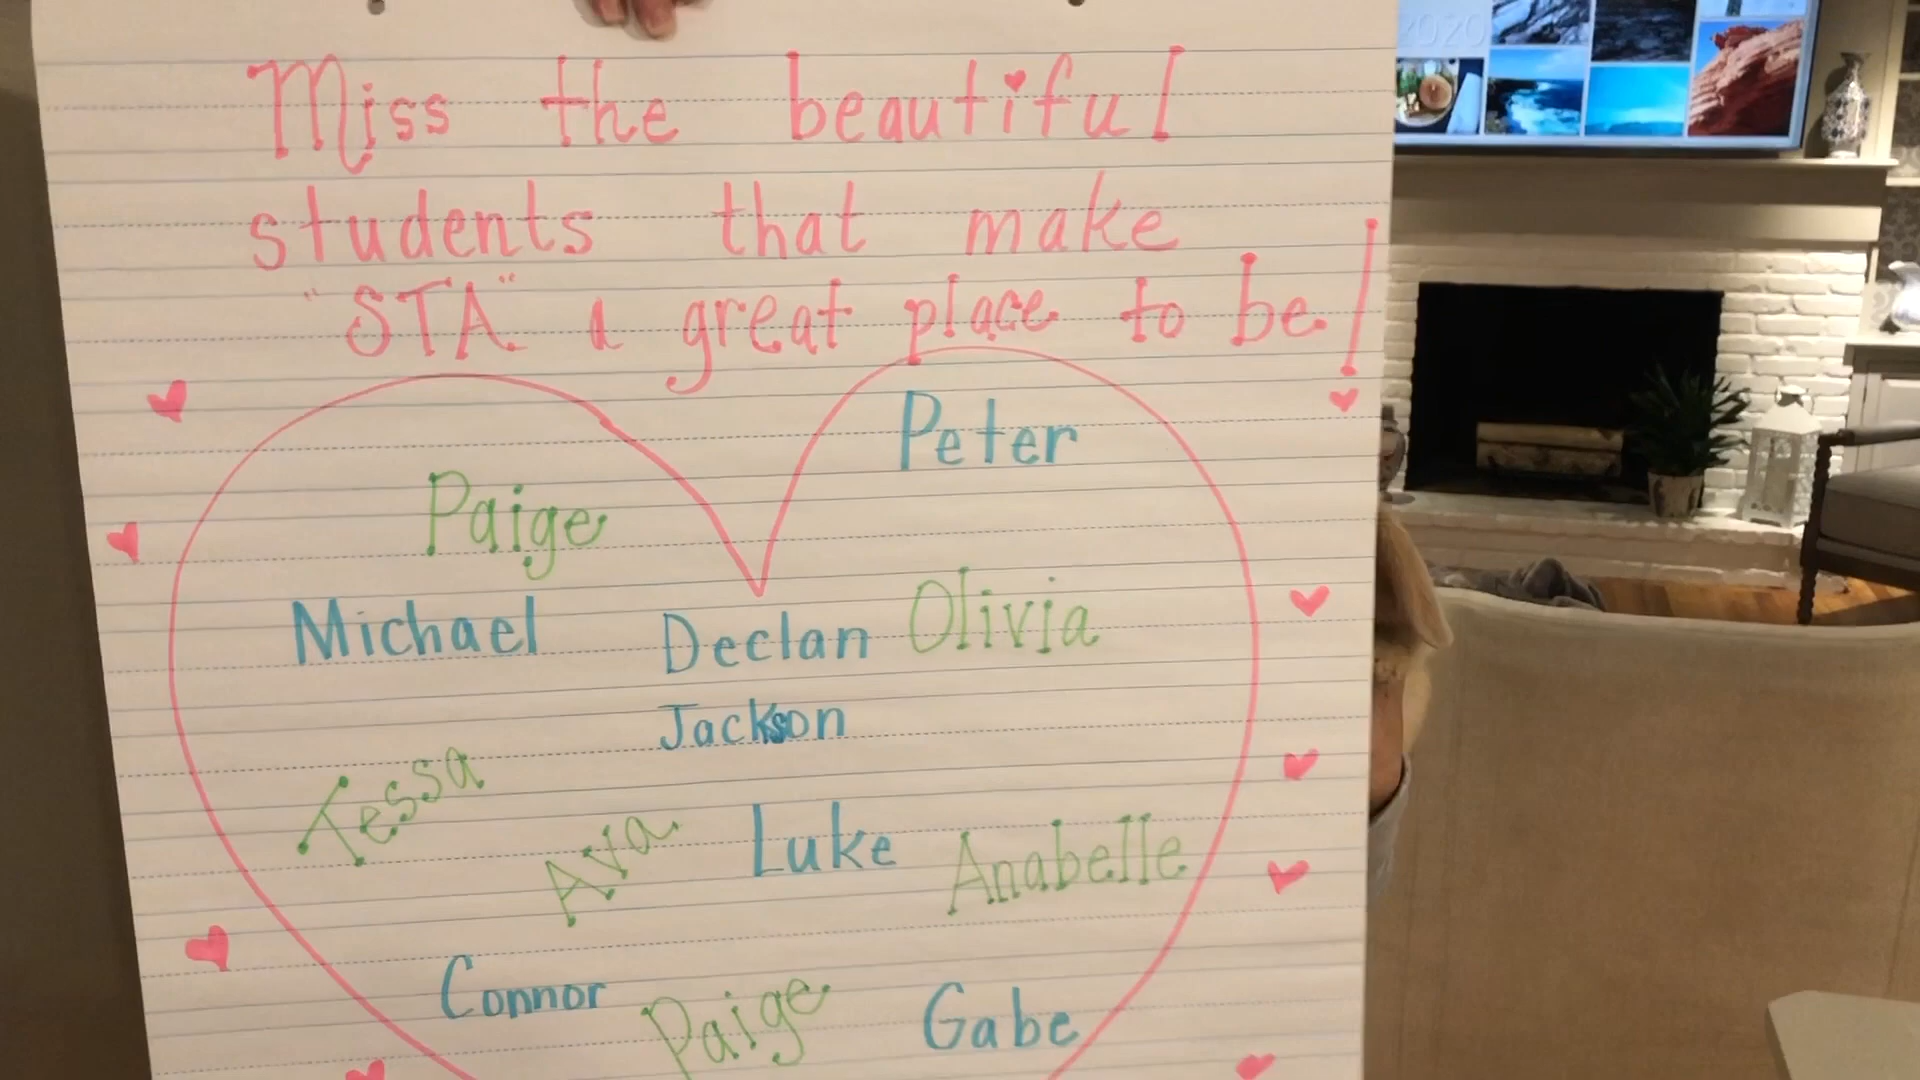 Miss the beautiful
students that make
"STA" a great place to be!
Peter
Paige
Michael Declan Olivia
Jackson
Tessa
Ava Luke Anabelle
Connor Paige Gabe
2020